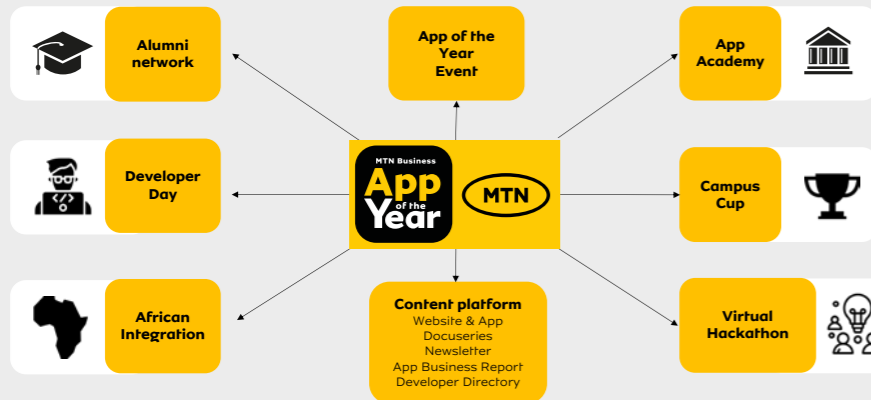 Alumni
network
App of the
Year
Event
App
Academy
Developer
Day
MTN Business
App
of the
Year
MTN
Campus
Cup
African
Integration
Content platform
Website & App
Docuseries
Newsletter
App Business Report
Developer Directory
Virtual
Hackathon